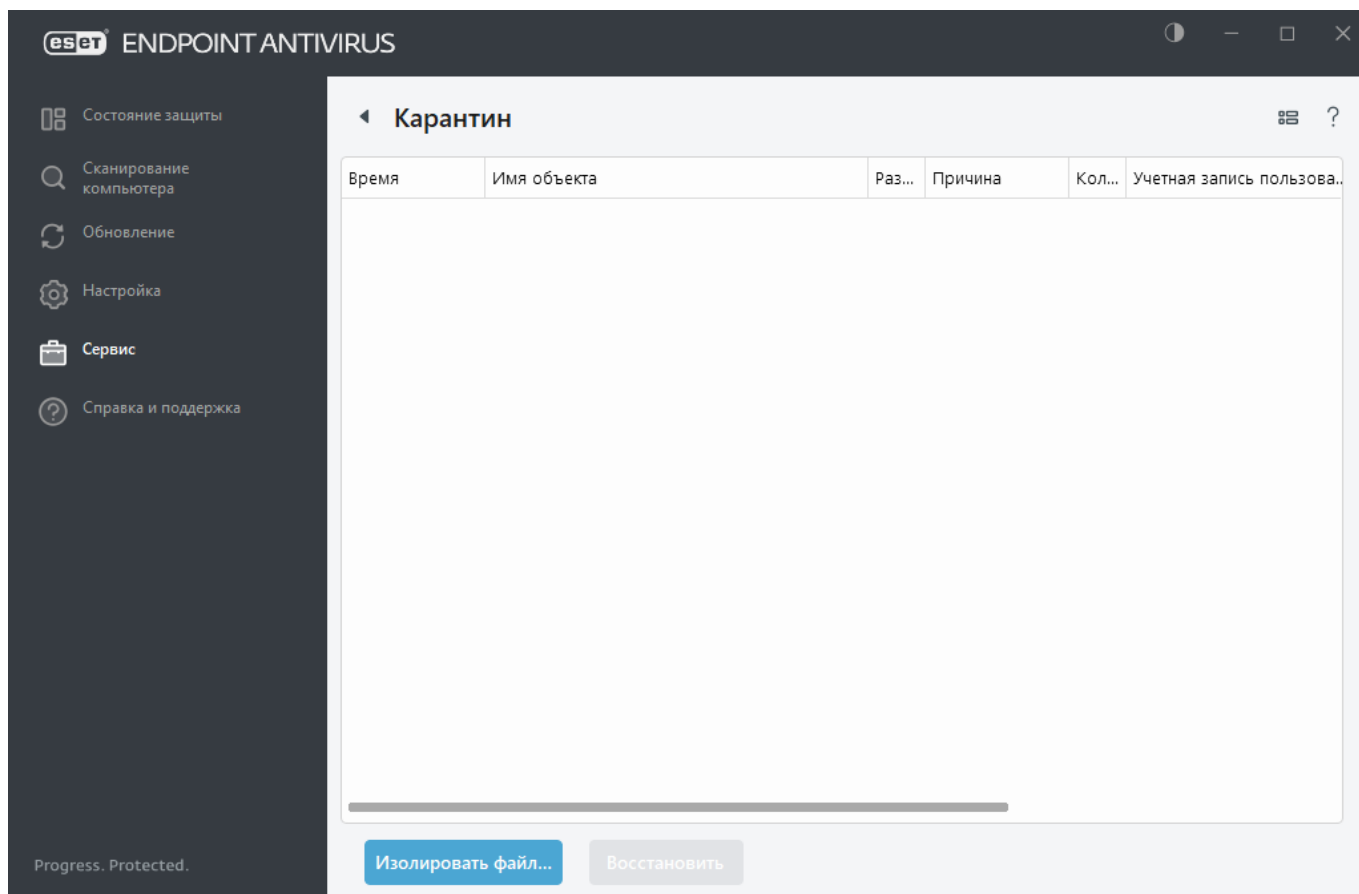 eset ENDPOINT ANTIVIRUS
Состояние защиты
Сканирование
компьютера
Обновление
Настройка
Сервис
Справка и поддержка
Progress. Protected.
Карантин
?
Время Имя объекта Раз... Причина Кол... Учетная запись пользова..
Изолировать файл... Восстановить